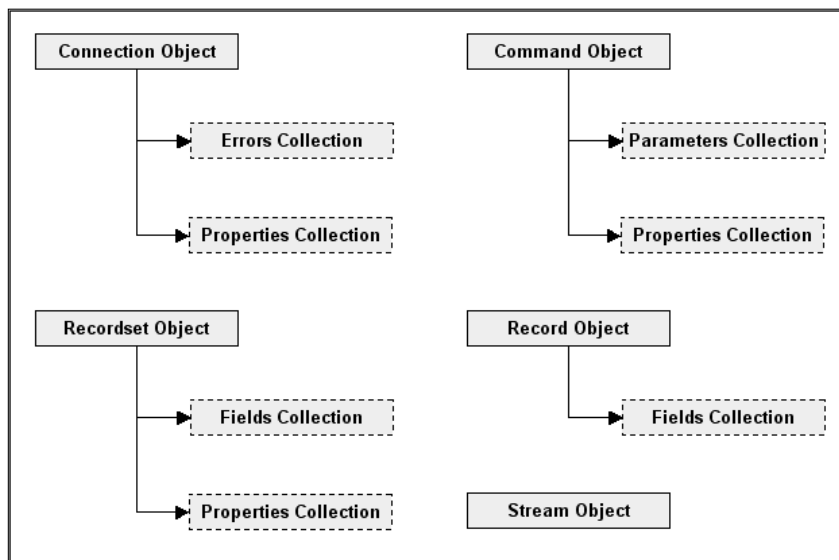 Connection Object
Errors Collection
Properties Collection
Command Object
Parameters Collection
Properties Collection
Recordset Object
Fields Collection
Properties Collection
Record Object
Fields Collection
Stream Object